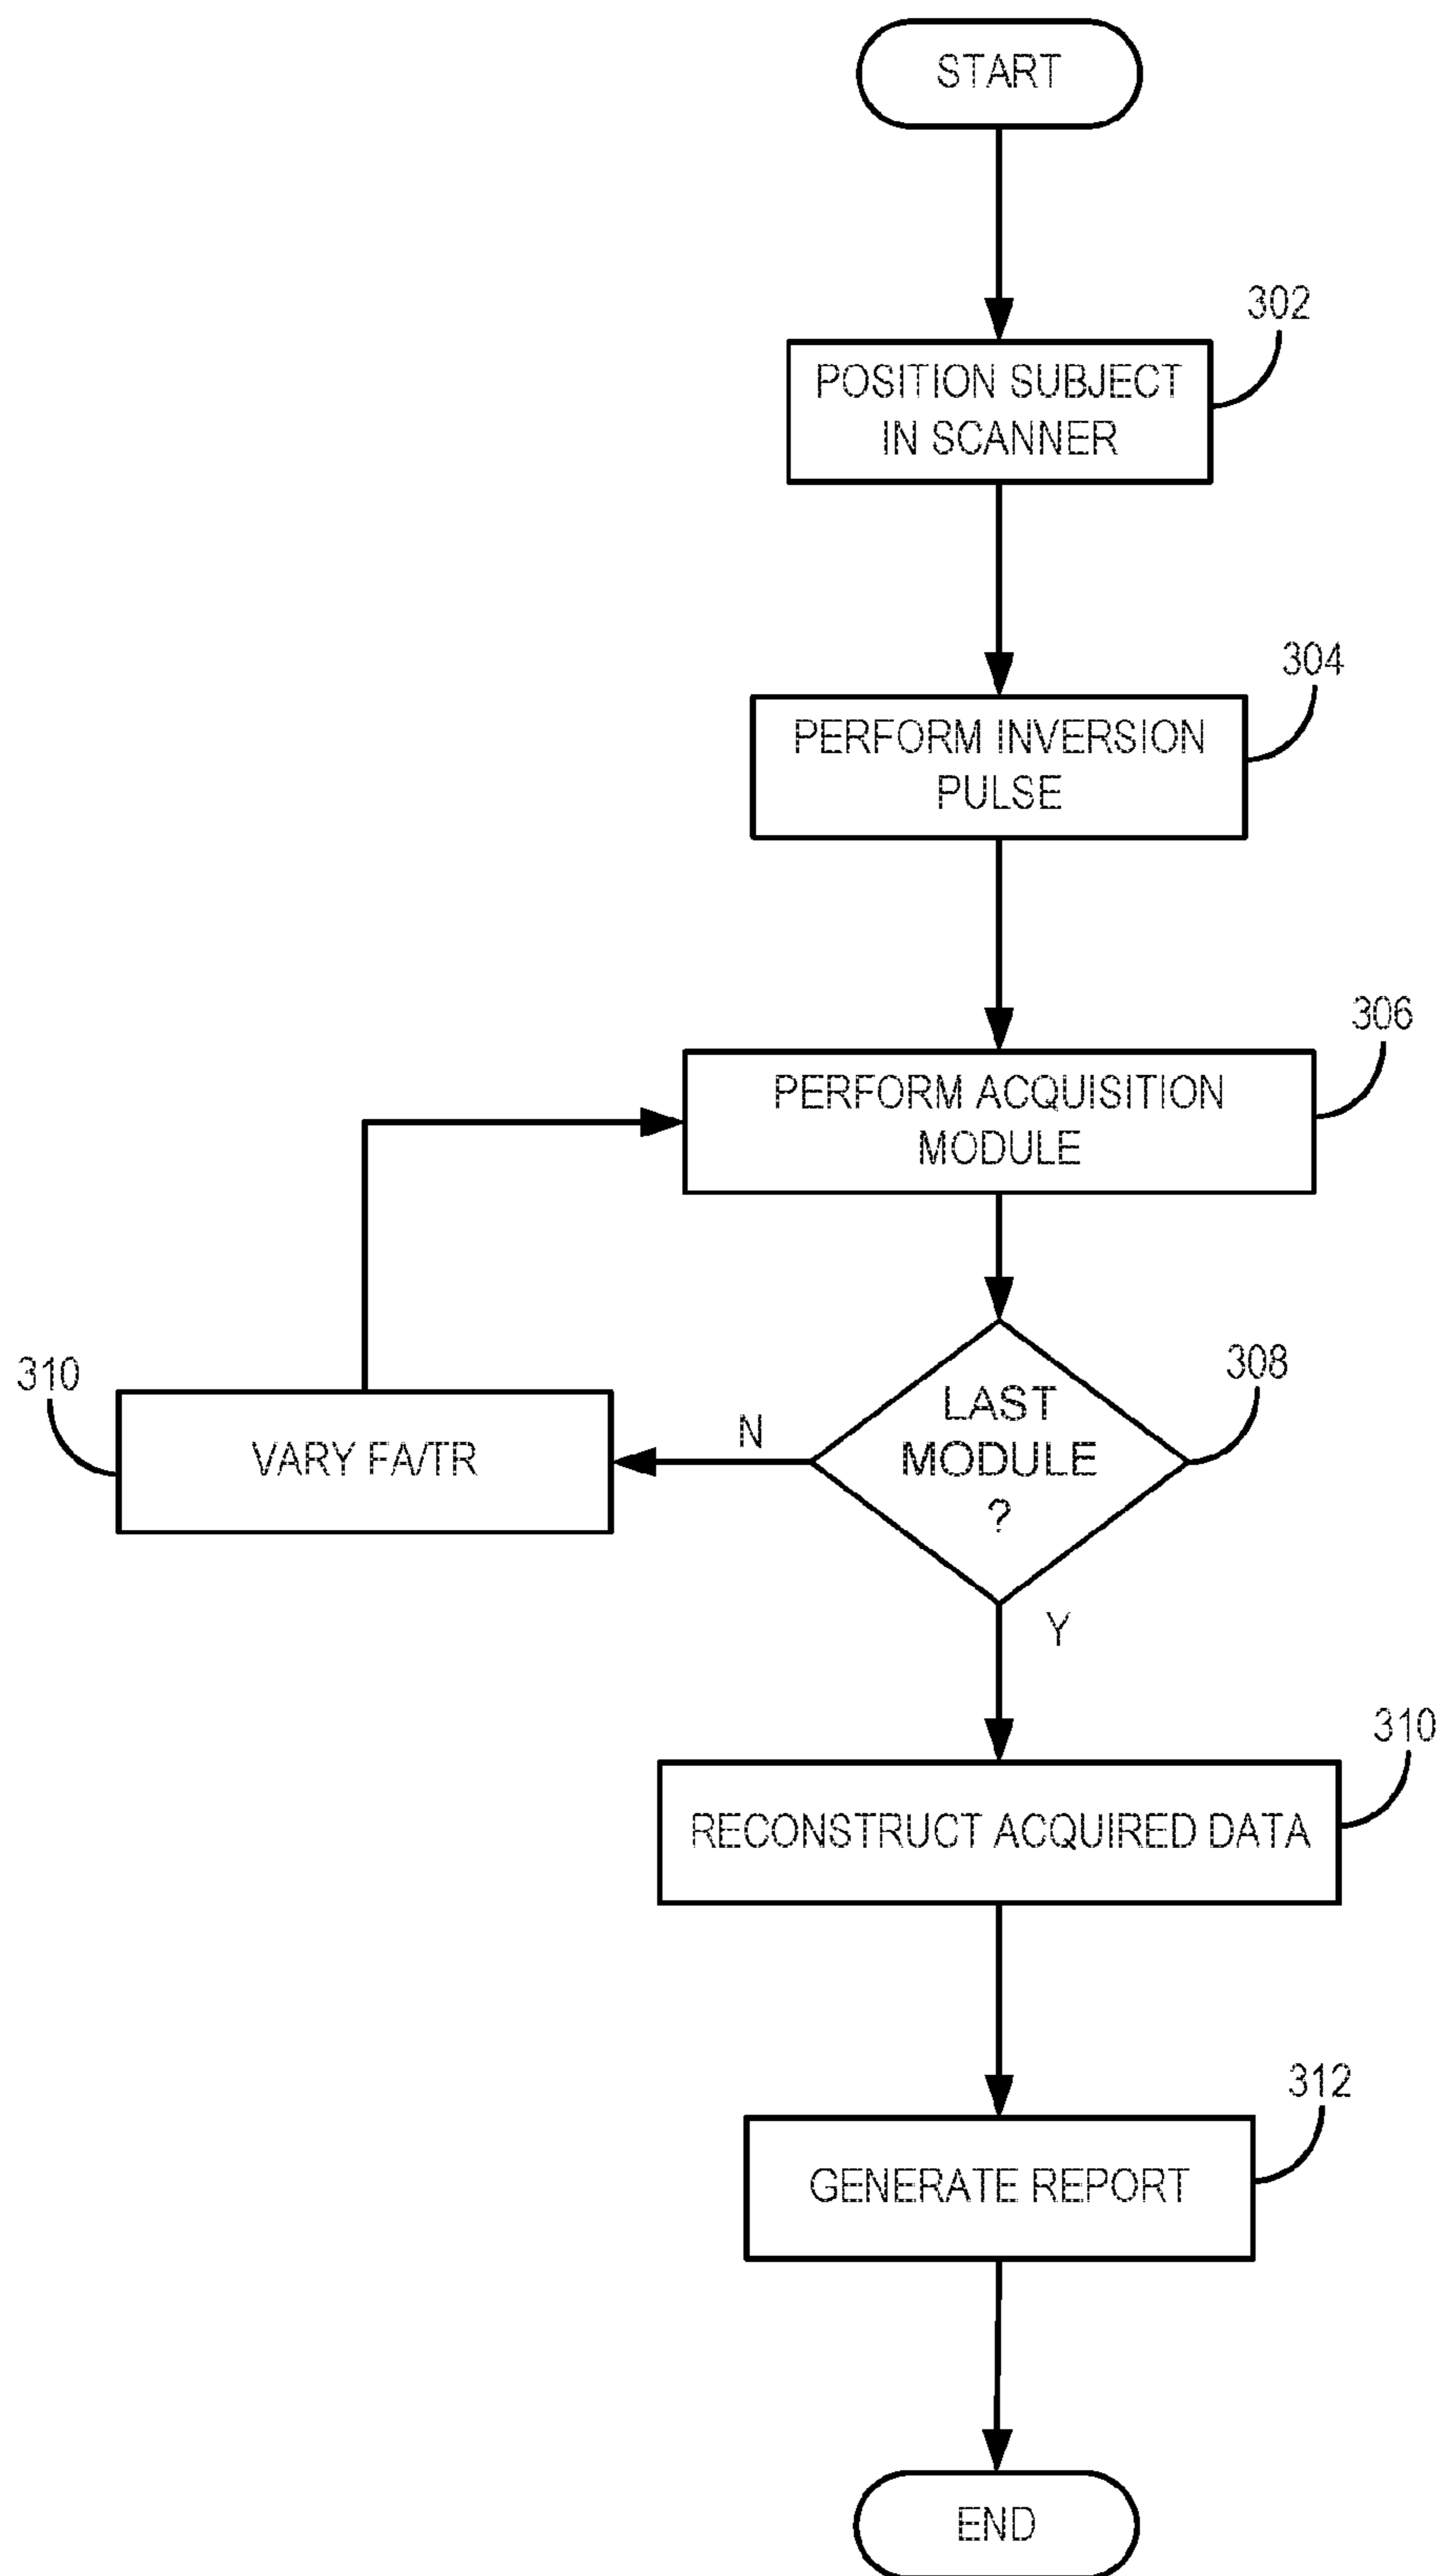 START
302
POSITION SUBJECT
IN SCANNER
304
PERFORM INVERSION
PULSE
306
PERFORM ACQUISITION
MODULE
308
LAST
MODULE
?
N
310
VARY FA/TR
Y
310
RECONSTRUCT ACQUIRED DATA
312
GENERATE REPORT
END